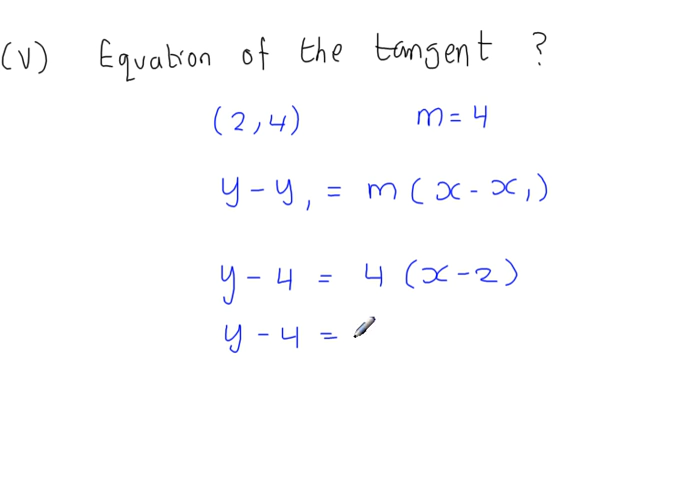 (V) Equation of the tangent ?
(2,4) m = 4
y - y₁ = m(x - x₁)
y - 4 = 4 (x-2)
y - 4 =